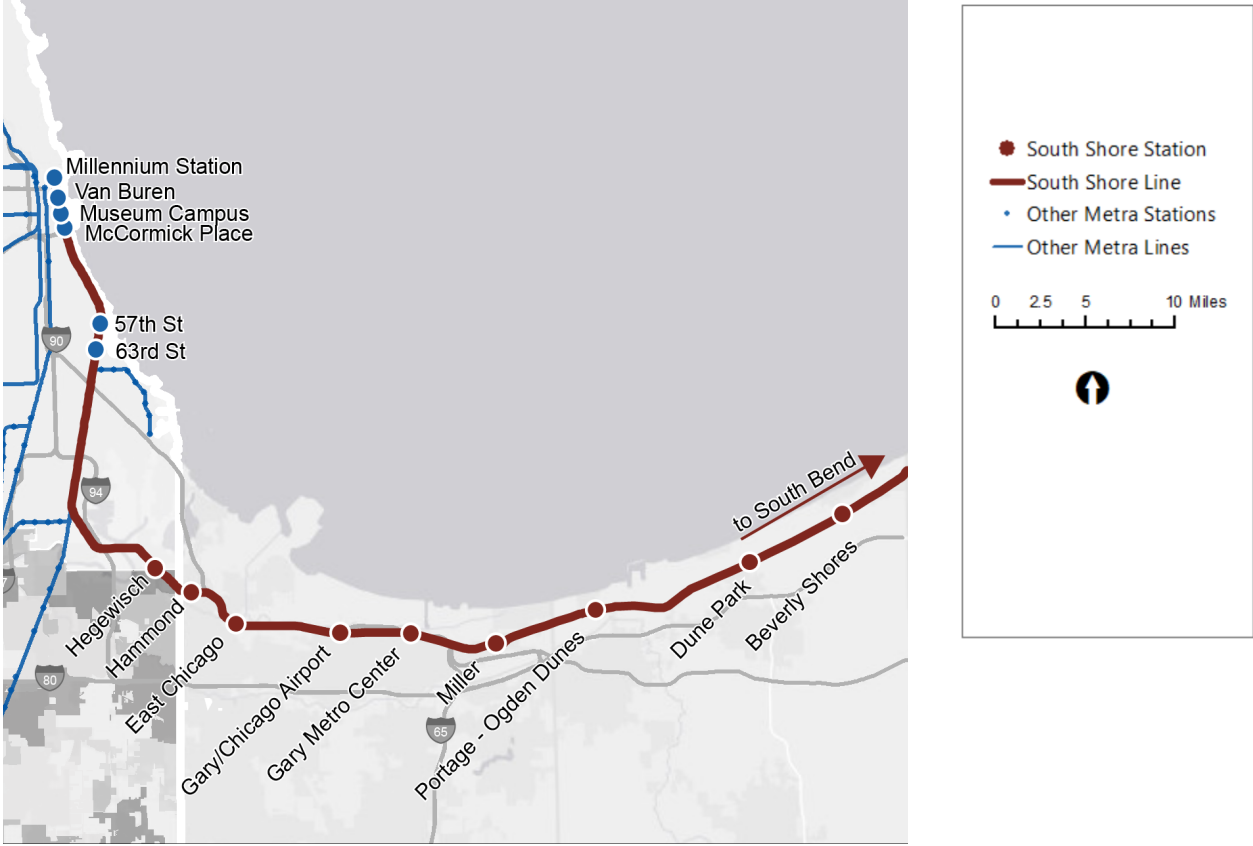 Millennium Station
Van Buren
Museum Campus
McCormick Place
57th St
63rd St
90
94
80
65
Hegewisch
Hammond
East Chicago
Gary/Chicago Airport
Gary Metro Center
Miller
Portage - Ogden Dunes
Dune Park
Beverly Shores
to South Bend
South Shore Station
South Shore Line
Other Metra Stations
Other Metra Lines
0 2.5 5 10 Miles